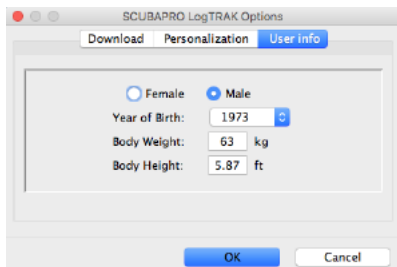 SCUBAPRO LogTRAK Options
Download Personalization User info
Female Male
Year of Birth: 1973
Body Weight: 63 kg
Body Height: 5.87 ft
OK Cancel